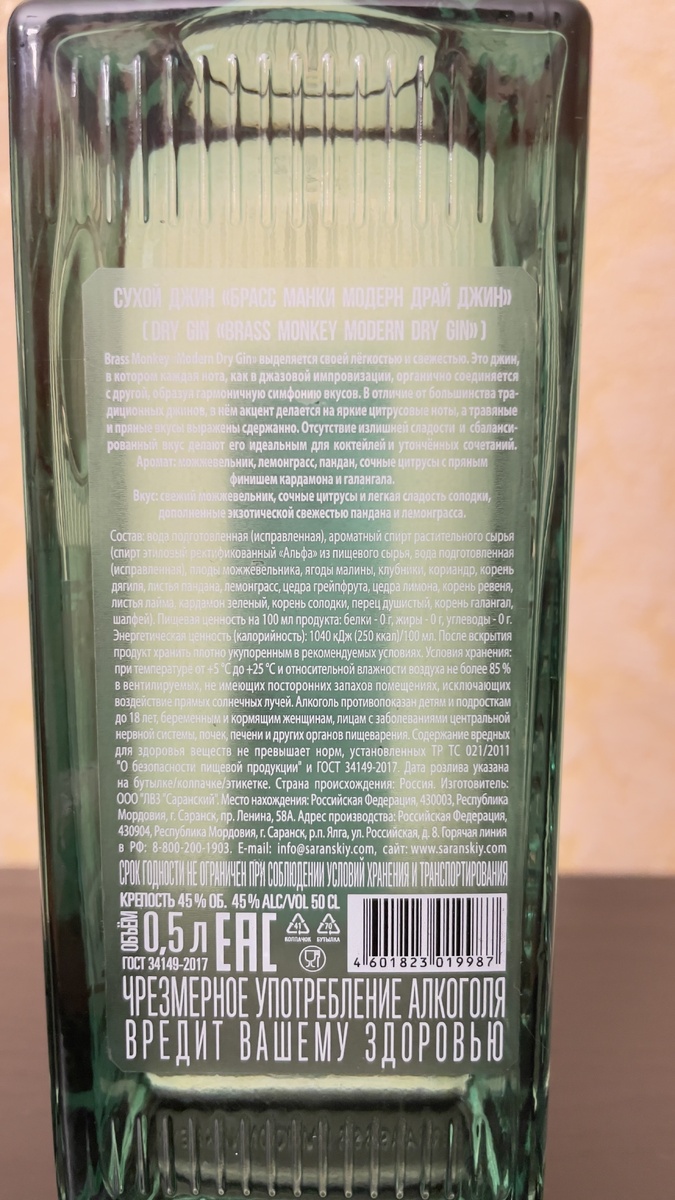 СУХОЙ ДЖИН «БРАСС МАНКИ МОДЕРН ДРАЙ ДЖИН»
(DRY GIN «BRASS MONKEY MODERN DRY GIN»)
Brass Monkey «Modern Dry Gin» выделяется своей лёгкостью и свежестью. Это джин,
в котором каждая нота, как в джазовой импровизации, органично соединяется
с другой, образуя гармоничную симфонию вкусов. В отличие от большинства тра-
диционных джинов, в нём акцент делается на яркие цитрусовые ноты, а травяные
и пряные вкусы выражены сдержанно. Отсутствие излишней сладости и сбаланси-
рованный вкус делают его идеальным для коктейлей и утончённых сочетаний.
Аромат: можжевельник, лемонграсс, пандан, сочные цитрусы с пряным
финишем кардамона и галангала.
Вкус: свежий можжевельник, сочные цитрусы и легкая сладость солодки,
дополненные экзотической свежестью пандана и лемонграсса.
Состав: вода подготовленная (исправленная), ароматный спирт растительного сырья
(спирт этиловый ректификованный «Альфа» из пищевого сырья, вода подготовленная
(исправленная), плоды можжевельника, ягоды малины, клубники, кориандр, корень
дягиля, листья пандана, лемонграсс, цедра грейпфрута, цедра лимона, корень ревеня,
листья лайма, кардамон зеленый, корень солодки, перец душистый, корень галангал,
шалфей). Пищевая ценность на 100 мл продукта: белки - 0 г, жиры - 0 г, углеводы - 0 г.
Энергетическая ценность (калорийность): 1040 кДж (250 ккал)/100 мл. После вскрытия
продукт хранить плотно укупоренным в рекомендуемых условиях. Условия хранения:
при температуре от +5 °С до +25 °С и относительной влажности воздуха не более 85 %
в вентилируемых, не имеющих посторонних запахов помещениях, исключающих
воздействие прямых солнечных лучей. Алкоголь противопоказан детям и подросткам
до 18 лет, беременным и кормящим женщинам, лицам с заболеваниями центральной
нервной системы, почек, печени и других органов пищеварения. Содержание вредных
для здоровья веществ не превышает норм, установленных ТР ТС 021/2011
"О безопасности пищевой продукции" и ГОСТ 34149-2017. Дата розлива указана
на бутылке/колпачке/этикетке. Страна происхождения: Россия. Изготовитель:
ООО "ЛВЗ "Саранский". Место нахождения: Российская Федерация, 430003, Республика
Мордовия, г. Саранск, пр. Ленина, 58А. Адрес производства: Российская Федерация,
430904, Республика Мордовия, г. Саранск, р.п. Ялга, ул. Российская, д. 8. Горячая линия
в РФ: 8-800-200-1903. E-mail: info@saranskiy.com, сайт: www.saranskiy.com
СРОК ГОДНОСТИ НЕ ОГРАНИЧЕН ПРИ СОБЛЮДЕНИИ УСЛОВИЙ ХРАНЕНИЯ И ТРАНСПОРТИРОВАНИЯ
КРЕПОСТЬ 45 % ОБ. 45 % ALC/VOL 50 CL
ОБЪЁМ 0,5 л EAC
41 КОЛПАЧОК 70 БУТЫЛКА
ГОСТ 34149-2017
4 601823 019987
ЧРЕЗМЕРНОЕ УПОТРЕБЛЕНИЕ АЛКОГОЛЯ
ВРЕДИТ ВАШЕМУ ЗДОРОВЬЮ